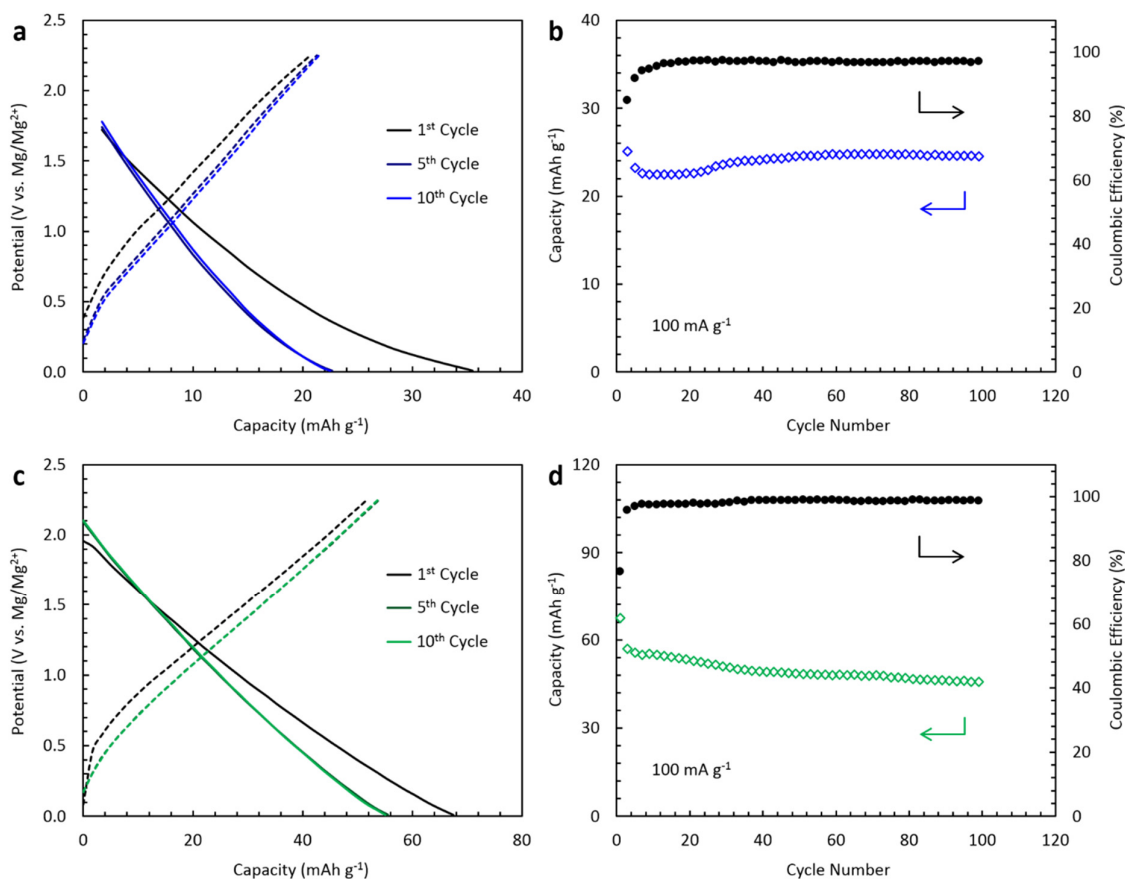 a
2.5
2.0
1.5
1.0
0.5
0.0
Potential (V vs. Mg/Mg²⁺)
1ˢᵗ Cycle
5ᵗʰ Cycle
10ᵗʰ Cycle
0 10 20 30 40
Capacity (mAh g⁻¹)
b
40
30
20
10
0
Capacity (mAh g⁻¹)
100 mA g⁻¹
100
80
60
40
20
0
Coulombic Efficiency (%)
0 20 40 60 80 100 120
Cycle Number
c
2.5
2.0
1.5
1.0
0.5
0.0
Potential (V vs. Mg/Mg²⁺)
1ˢᵗ Cycle
5ᵗʰ Cycle
10ᵗʰ Cycle
0 20 40 60 80
Capacity (mAh g⁻¹)
d
120
90
60
30
0
Capacity (mAh g⁻¹)
100 mA g⁻¹
100
80
60
40
20
0
Coulombic Efficiency (%)
0 20 40 60 80 100 120
Cycle Number